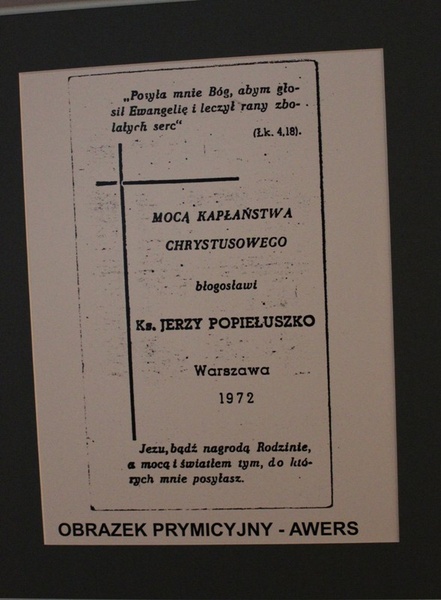 „Posyła mnie Bóg, abym gło-
sił Ewangelię i leczył rany zbo-
lałych serc“
(Łk. 4,18).
MOCĄ KAPŁAŃSTWA
CHRYSTUSOWEGO
błogosławi
Ks. JERZY POPIEŁUSZKO
Warszawa
1972
Jezu, bądź nagrodą Rodzinie,
a mocą i światłem tym, do któ-
rych mnie posyłasz.
OBRAZEK PRYMICYJNY - AWERS